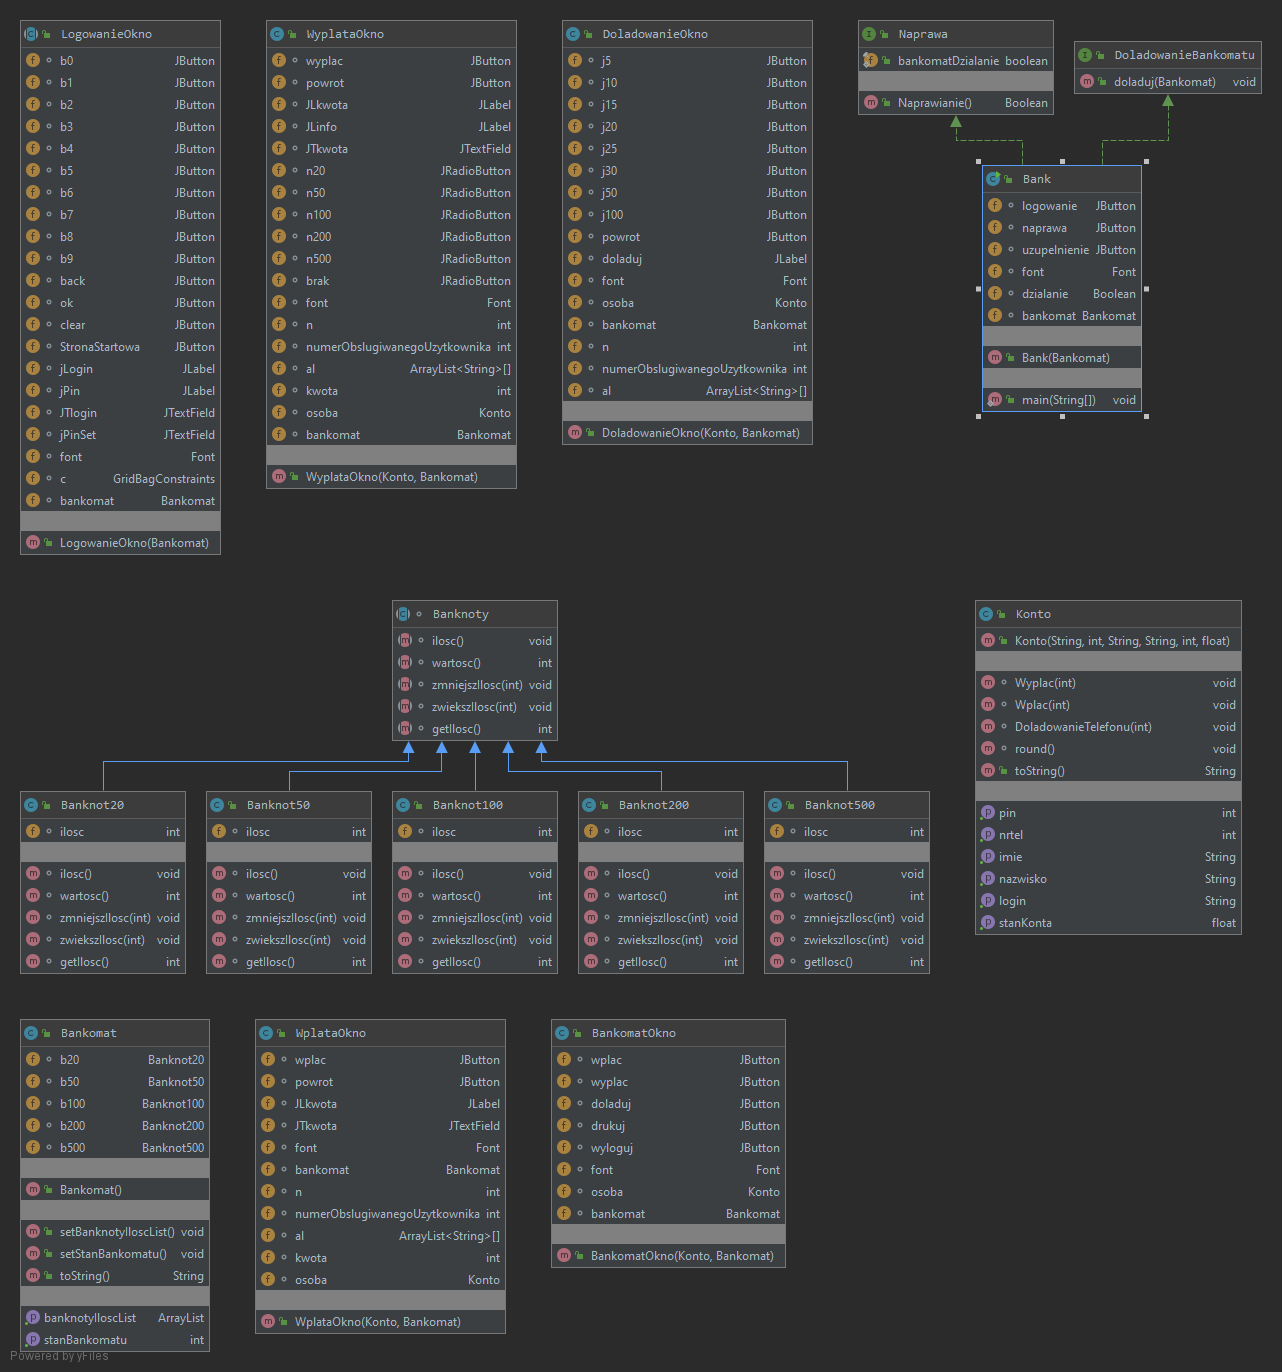 LogowanieOkno
b0 JButton
b1 JButton
b2 JButton
b3 JButton
b4 JButton
b5 JButton
b6 JButton
b7 JButton
b8 JButton
b9 JButton
back JButton
ok JButton
clear JButton
StronaStartowa JButton
jLogin JLabel
jPin JLabel
JTlogin JTextField
jPinSet JTextField
font Font
c GridBagConstraints
bankomat Bankomat
LogowanieOkno(Bankomat)
WyplataOkno
wyplac JButton
powrot JButton
JLkwota JLabel
JLinfo JLabel
JTkwota JTextField
n20 JRadioButton
n50 JRadioButton
n100 JRadioButton
n200 JRadioButton
n500 JRadioButton
brak JRadioButton
font Font
n int
numerObslugiwanegoUzytkownika int
al ArrayList<String>[]
kwota int
osoba Konto
bankomat Bankomat
WyplataOkno(Konto, Bankomat)
DoladowanieOkno
j5 JButton
j10 JButton
j15 JButton
j20 JButton
j25 JButton
j30 JButton
j50 JButton
j100 JButton
powrot JButton
doladuj JLabel
font Font
osoba Konto
bankomat Bankomat
n int
numerObslugiwanegoUzytkownika int
al ArrayList<String>[]
DoladowanieOkno(Konto, Bankomat)
Naprawa
bankomatDzialanie boolean
Naprawianie() Boolean
DoladowanieBankomatu
doladuj(Bankomat) void
Bank
logowanie JButton
naprawa JButton
uzupelnienie JButton
font Font
dzialanie Boolean
bankomat Bankomat
Bank(Bankomat)
main(String[]) void
Banknoty
ilosc() void
wartosc() int
zmniejszIlosc(int) void
zwiekszIlosc(int) void
getIlosc() int
Konto
Konto(String, int, String, String, int, float)
Wyplac(int) void
Wplac(int) void
DoladowanieTelefonu(int) void
round() void
toString() String
pin int
nrtel int
imie String
nazwisko String
login String
stanKonta float
Banknot20
ilosc int
ilosc() void
wartosc() int
zmniejszIlosc(int) void
zwiekszIlosc(int) void
getIlosc() int
Banknot50
ilosc int
ilosc() void
wartosc() int
zmniejszIlosc(int) void
zwiekszIlosc(int) void
getIlosc() int
Banknot100
ilosc int
ilosc() void
wartosc() int
zmniejszIlosc(int) void
zwiekszIlosc(int) void
getIlosc() int
Banknot200
ilosc int
ilosc() void
wartosc() int
zmniejszIlosc(int) void
zwiekszIlosc(int) void
getIlosc() int
Banknot500
ilosc int
ilosc() void
wartosc() int
zmniejszIlosc(int) void
zwiekszIlosc(int) void
getIlosc() int
Bankomat
b20 Banknot20
b50 Banknot50
b100 Banknot100
b200 Banknot200
b500 Banknot500
Bankomat()
setBanknotyIloscList() void
setStanBankomatu() void
toString() String
banknotyIloscList ArrayList
stanBankomatu int
WplataOkno
wplac JButton
powrot JButton
JLkwota JLabel
JTkwota JTextField
font Font
bankomat Bankomat
n int
numerObslugiwanegoUzytkownika int
al ArrayList<String>[]
kwota int
osoba Konto
WplataOkno(Konto, Bankomat)
BankomatOkno
wplac JButton
wyplac JButton
doladuj JButton
drukuj JButton
wyloguj JButton
font Font
osoba Konto
bankomat Bankomat
BankomatOkno(Konto, Bankomat)
Powered by yFiles